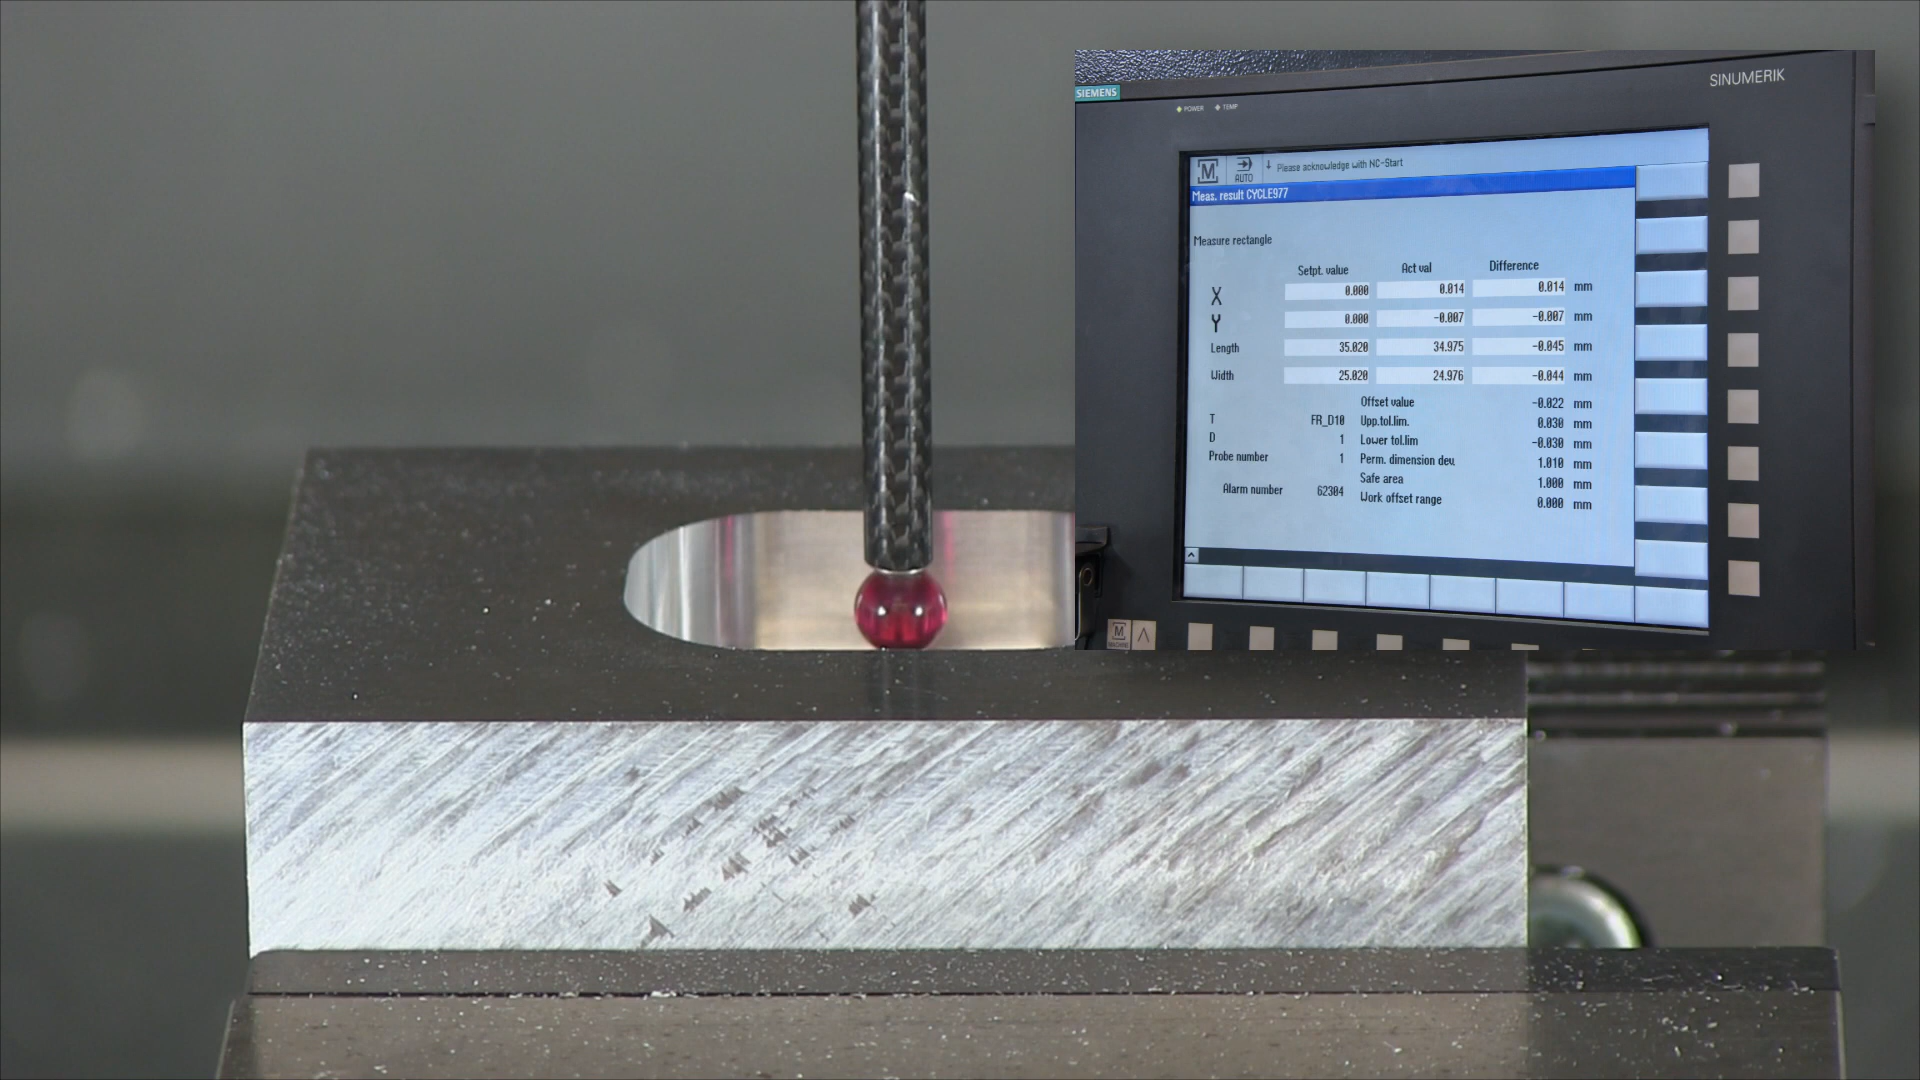 SINUMERIK
SIEMENS
POWER TEMP
M AUTO Please acknowledge with NC-Start
Meas. result CYCLE977
Measure rectangle
Setpt. value Act val Difference
X 0.000 0.014 0.014 mm
Y 0.000 -0.007 -0.007 mm
Length 35.020 34.975 -0.045 mm
Width 25.020 24.976 -0.044 mm
Offset value -0.022 mm
T FR_D10 Upp.tol.lim. 0.030 mm
D 1 Lower tol.lim -0.030 mm
Probe number 1 Perm. dimension dev. 1.010 mm
Safe area 1.000 mm
Alarm number 62304 Work offset range 0.000 mm
M
MACHINE